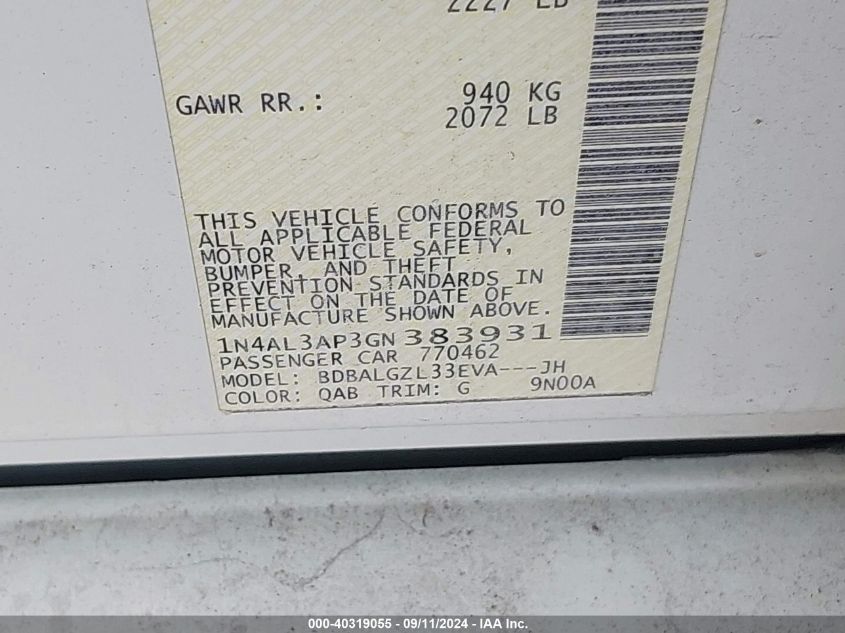 2227 LB
GAWR RR.: 940 KG
2072 LB
THIS VEHICLE CONFORMS TO
ALL APPLICABLE FEDERAL
MOTOR VEHICLE SAFETY,
BUMPER, AND THEFT
PREVENTION STANDARDS IN
EFFECT ON THE DATE OF
MANUFACTURE SHOWN ABOVE.
1N4AL3AP3GN383931
PASSENGER CAR 770462
MODEL: BDBALGZL33EVA---JH
COLOR: QAB TRIM: G 9N00A
000-40319055 - 09/11/2024 - IAA Inc.